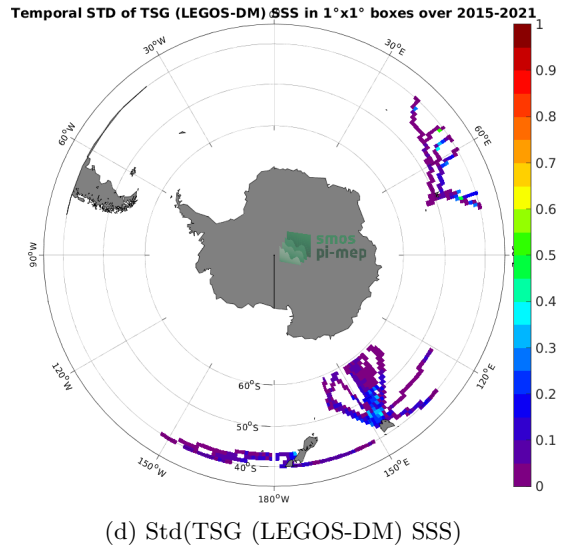 Temporal STD of TSG (LEGOS-DM) SSS in 1°x1° boxes over 2015-2021
30°W
30°E
60°W
60°E
90°W
120°W
120°E
150°W
150°E
180°W
60°S
50°S
40°S
smos
pi-mep
1
0.9
0.8
0.7
0.6
0.5
0.4
0.3
0.2
0.1
0
(d) Std(TSG (LEGOS-DM) SSS)